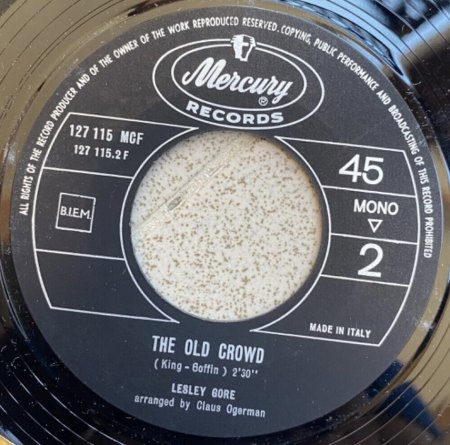 ALL RIGHTS OF THE RECORD PRODUCER AND OF THE OWNER OF THE WORK REPRODUCED RESERVED. COPYING, PUBLIC PERFORMANCE AND BROADCASTING OF THIS RECORD PROHIBITED
Mercury
®
RECORDS
127 115 MCF
127 115.2 F
B.I.E.M.
45
MONO
2
MADE IN ITALY
THE OLD CROWD
( King - Goffin ) 2'30"
LESLEY GORE
arranged by Claus Ogerman